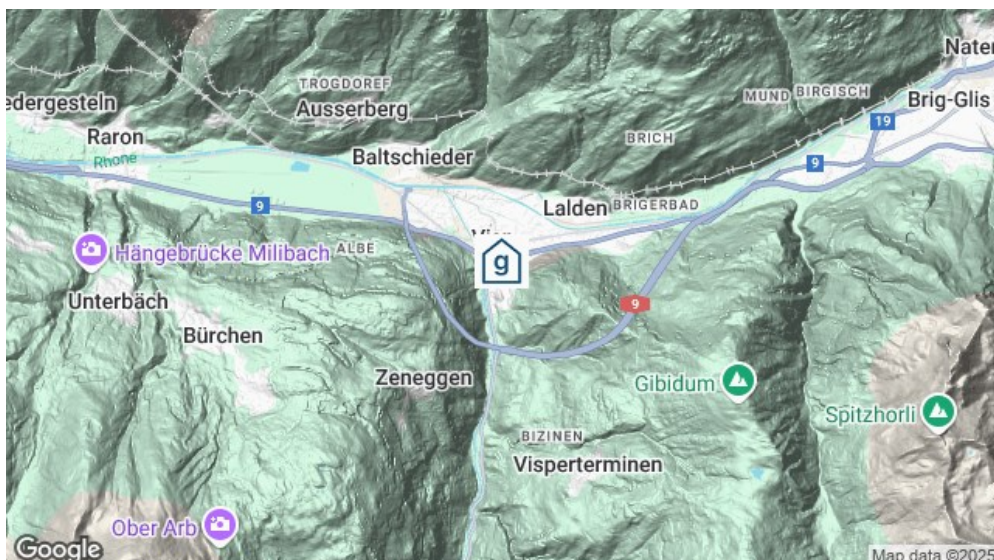 Nater
TROGDOREF
MUND BIRGISCH
edergesteln
Ausserberg
Brig-Glis
19
Raron
BRICH
Rhone
Baltschieder
9
9
Lalden BRIGERBAD
ALBE
Hängebrücke Milibach
g
Unterbäch
9
Bürchen
Zeneggen
Gibidum
Spitzhorli
BIZINEN
Visperterminen
Ober Arb
Google
Map data ©2025